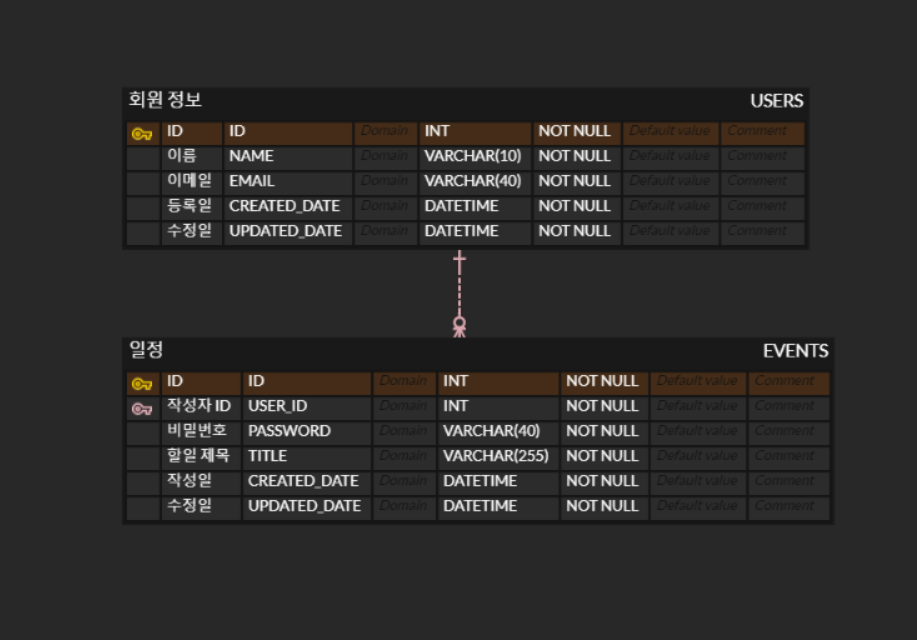 회원 정보 USERS
ID ID Domain INT NOT NULL Default value Comment
이름 NAME Domain VARCHAR(10) NOT NULL Default value Comment
이메일 EMAIL Domain VARCHAR(40) NOT NULL Default value Comment
등록일 CREATED_DATE Domain DATETIME NOT NULL Default value Comment
수정일 UPDATED_DATE Domain DATETIME NOT NULL Default value Comment
일정 EVENTS
ID ID Domain INT NOT NULL Default value Comment
작성자 ID USER_ID Domain INT NOT NULL Default value Comment
비밀번호 PASSWORD Domain VARCHAR(40) NOT NULL Default value Comment
할일 제목 TITLE Domain VARCHAR(255) NOT NULL Default value Comment
작성일 CREATED_DATE Domain DATETIME NOT NULL Default value Comment
수정일 UPDATED_DATE Domain DATETIME NOT NULL Default value Comment